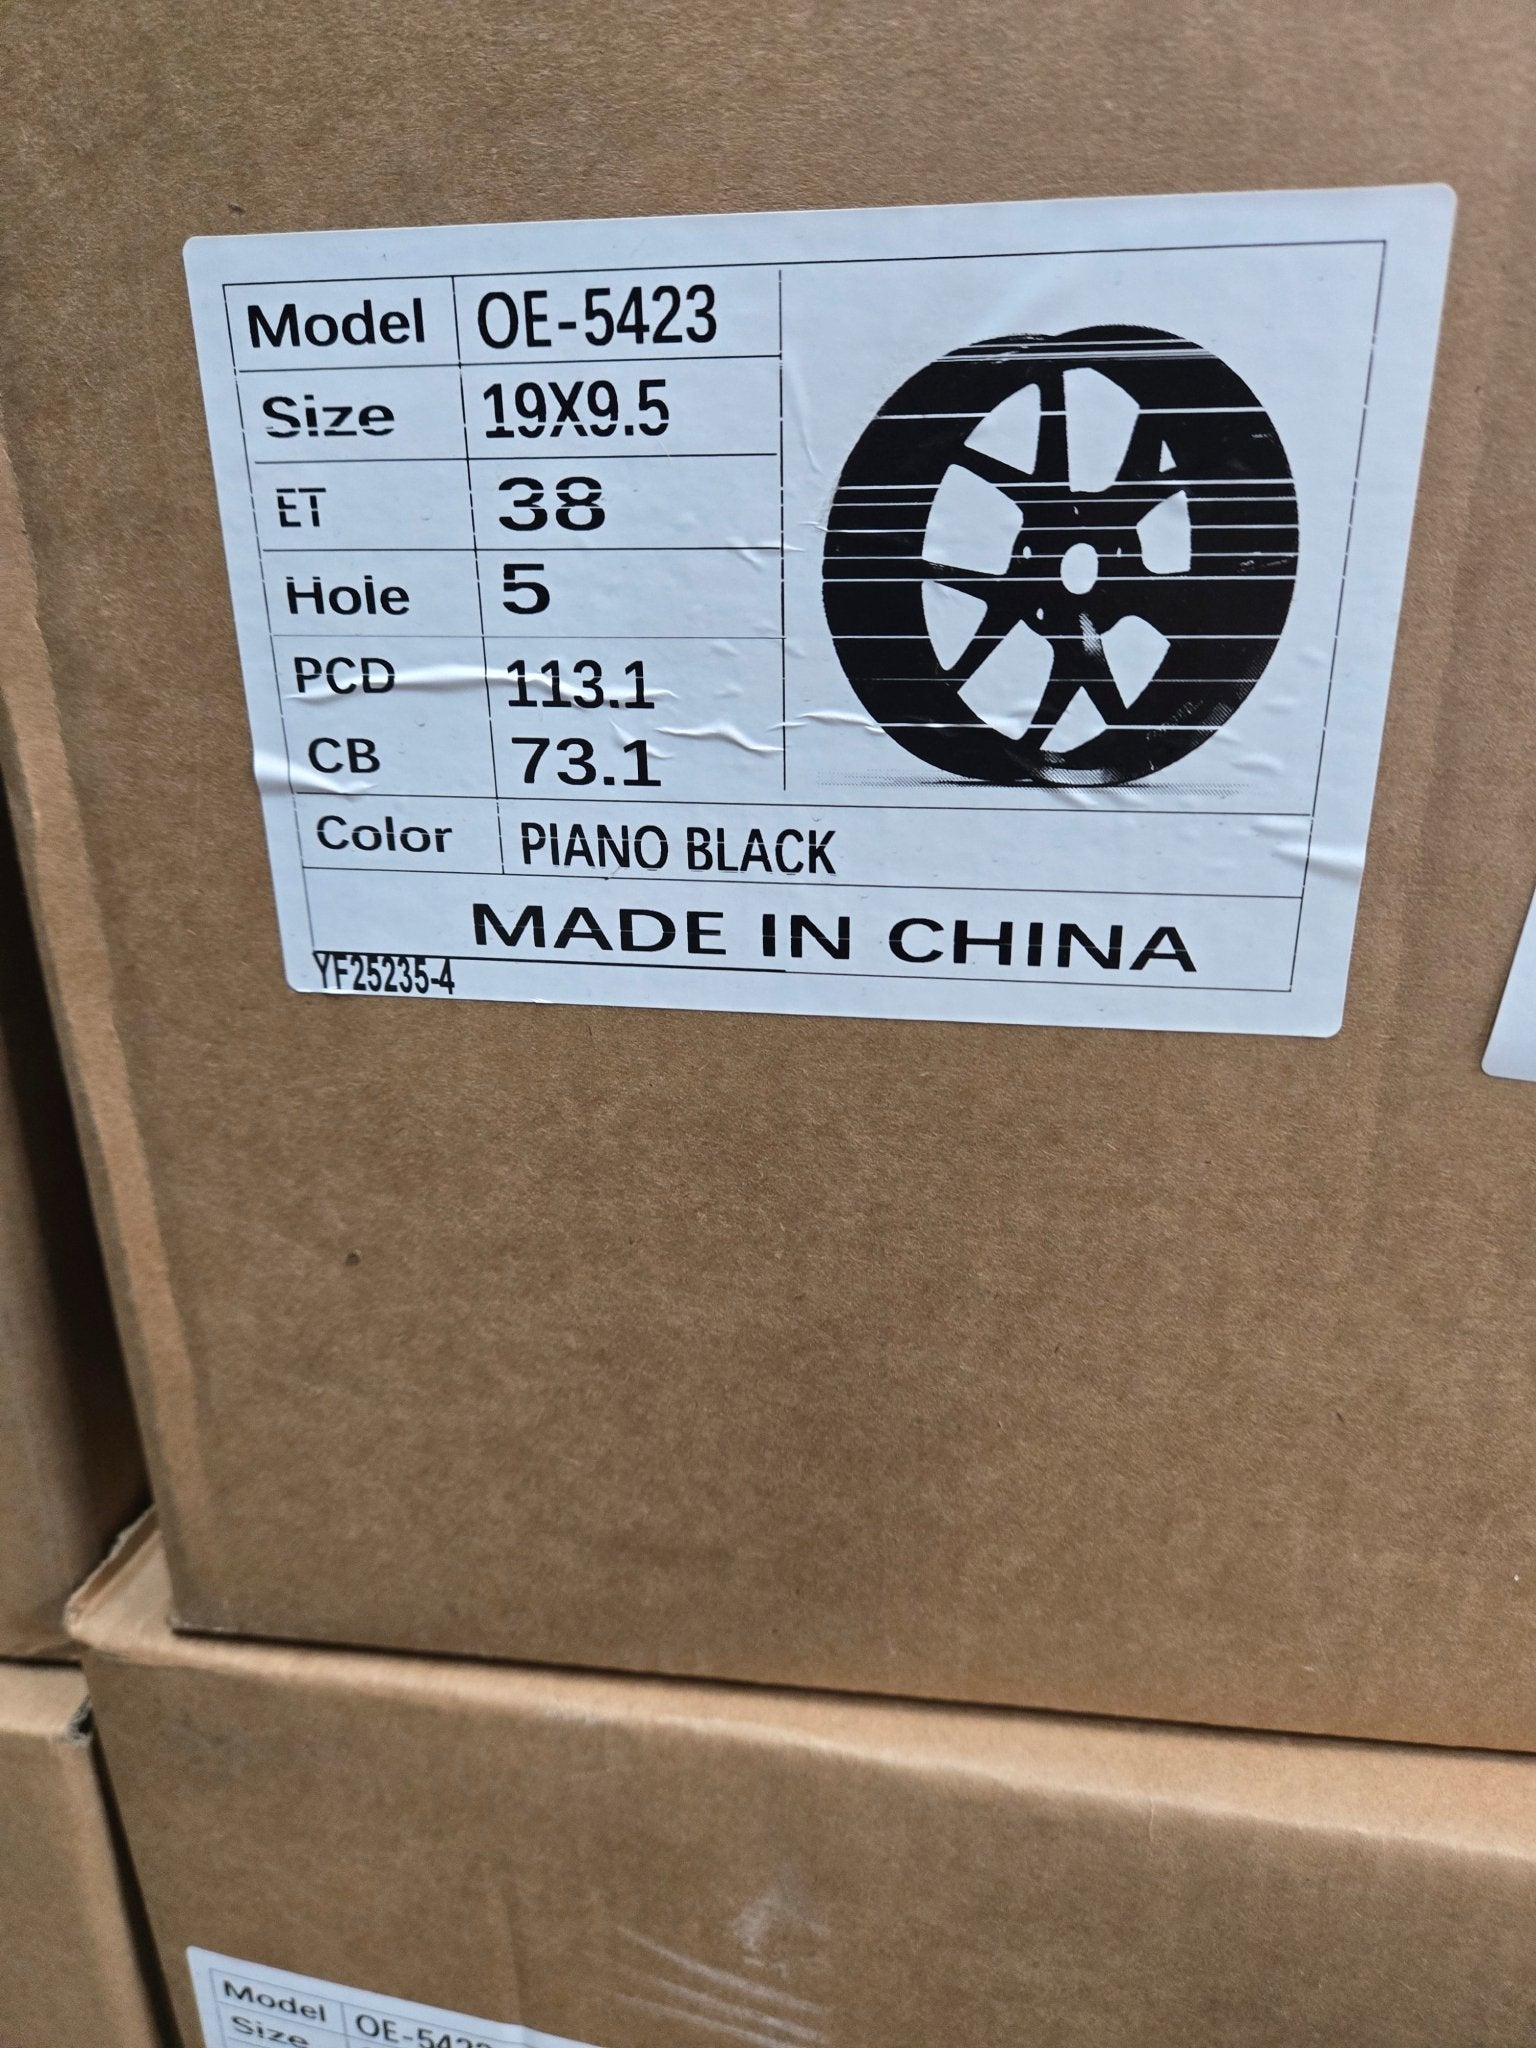 Model OE-5423
Size 19X9.5
ET 38
Hole 5
PCD 113.1
CB 73.1
Color PIANO BLACK
MADE IN CHINA
YF25235-4
Model OE-5423
Size